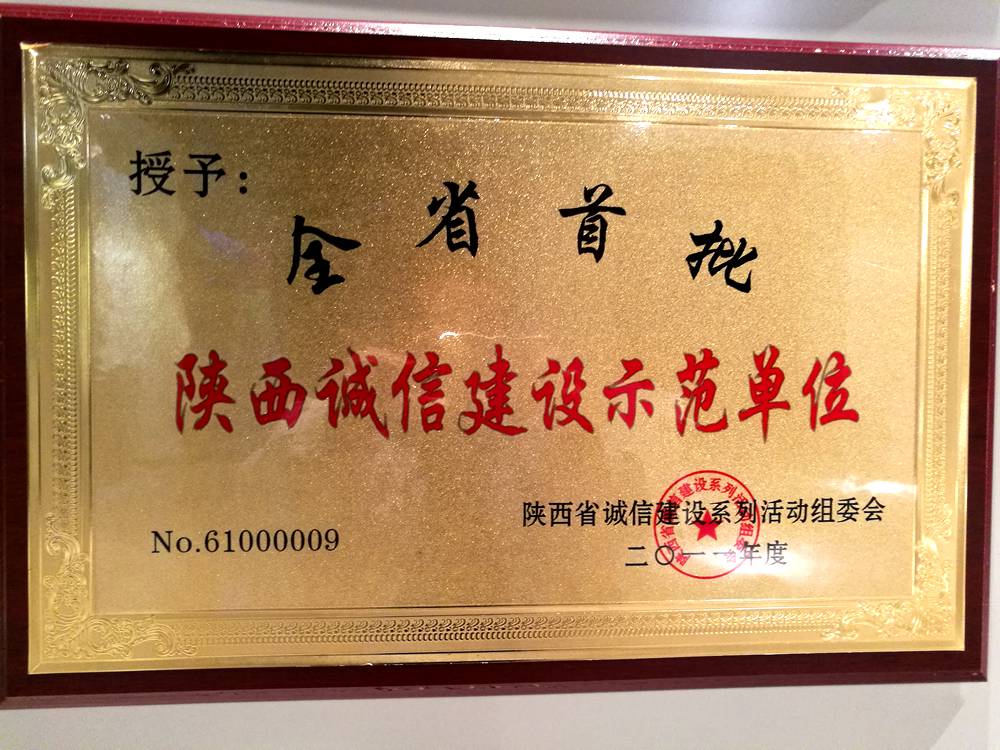 授予：
全省首批
陕西诚信建设示范单位
陕西省诚信建设系列活动组委会
No.61000009
二〇一一年度